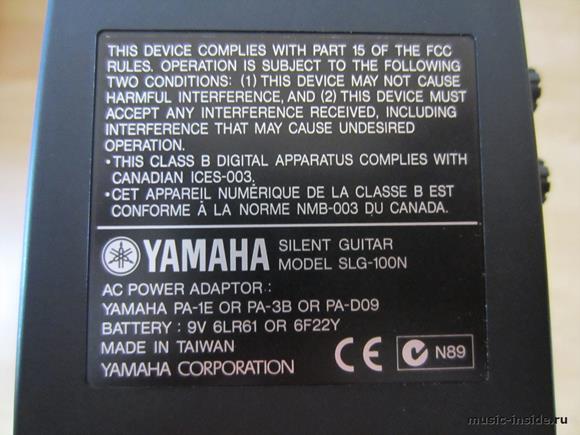 THIS DEVICE COMPLIES WITH PART 15 OF THE FCC
RULES. OPERATION IS SUBJECT TO THE FOLLOWING
TWO CONDITIONS: (1) THIS DEVICE MAY NOT CAUSE
HARMFUL INTERFERENCE, AND (2) THIS DEVICE MUST
ACCEPT ANY INTERFERENCE RECEIVED, INCLUDING
INTERFERENCE THAT MAY CAUSE UNDESIRED
OPERATION.
•THIS CLASS B DIGITAL APPARATUS COMPLIES WITH
CANADIAN ICES-003.
•CET APPAREIL NUMÉRIQUE DE LA CLASSE B EST
CONFORME À LA NORME NMB-003 DU CANADA.
YAMAHA SILENT GUITAR
MODEL SLG-100N
AC POWER ADAPTOR :
YAMAHA PA-1E OR PA-3B OR PA-D09
BATTERY : 9V 6LR61 OR 6F22Y
MADE IN TAIWAN
YAMAHA CORPORATION
CE N89
music-inside.ru